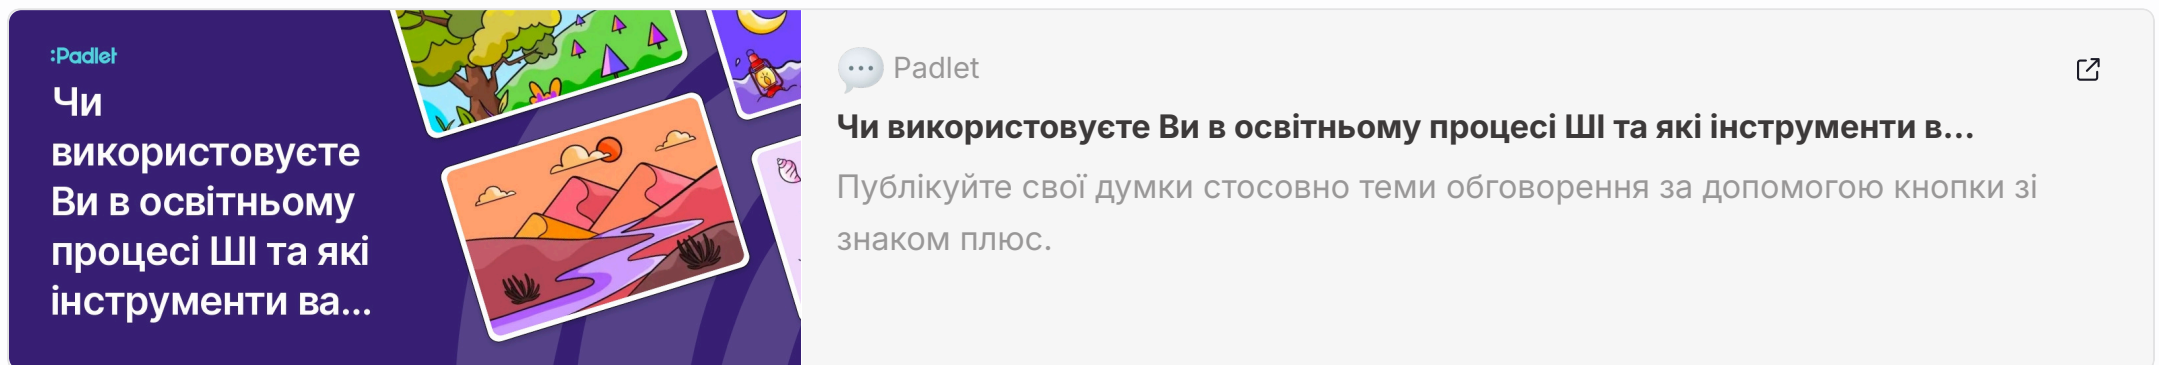 :Padlet
Чи
використовуєте
Ви в освітньому
процесі ШІ та які
інструменти ва...
Padlet
Чи використовуєте Ви в освітньому процесі ШІ та які інструменти в...
Публікуйте свої думки стосовно теми обговорення за допомогою кнопки зі
знаком плюс.